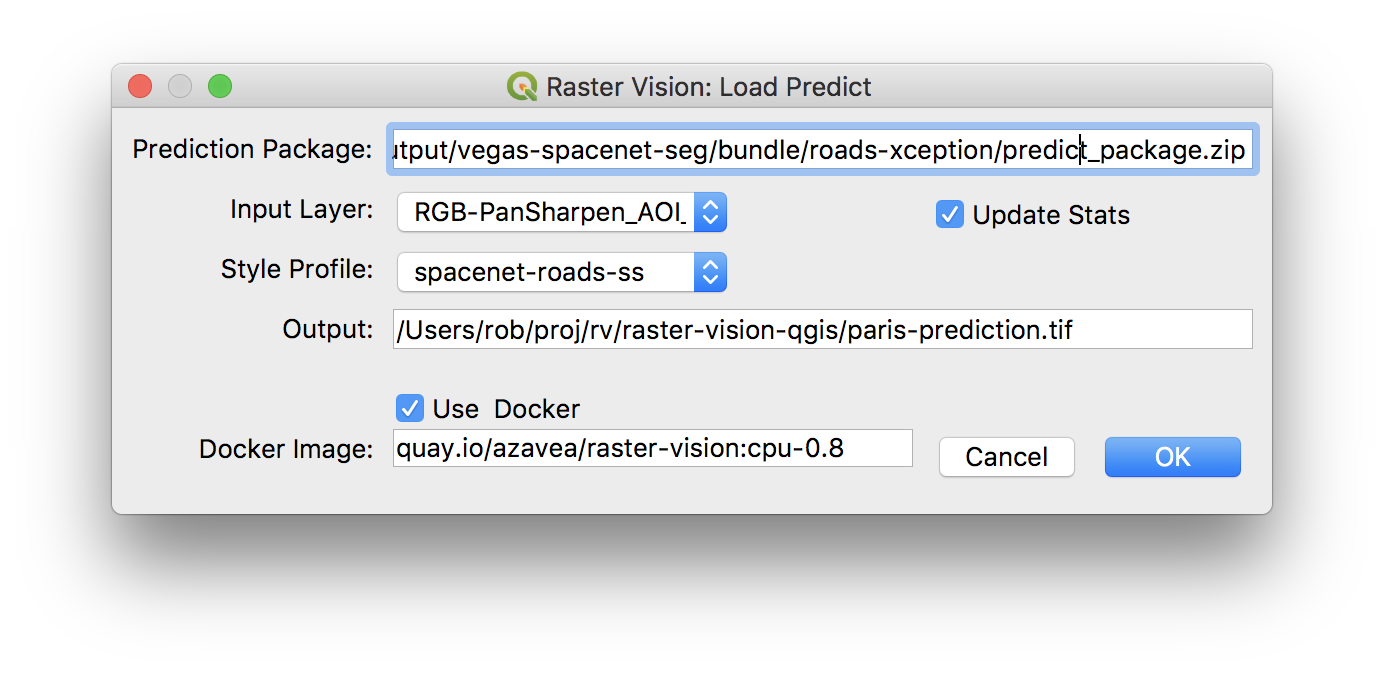 Raster Vision: Load Predict
Prediction Package: utput/vegas-spacenet-seg/bundle/roads-xception/predict_package.zip
Input Layer: RGB-PanSharpen_AOI_ Update Stats
Style Profile: spacenet-roads-ss
Output: /Users/rob/proj/rv/raster-vision-qgis/paris-prediction.tif
Use Docker
Docker Image: quay.io/azavea/raster-vision:cpu-0.8 Cancel OK